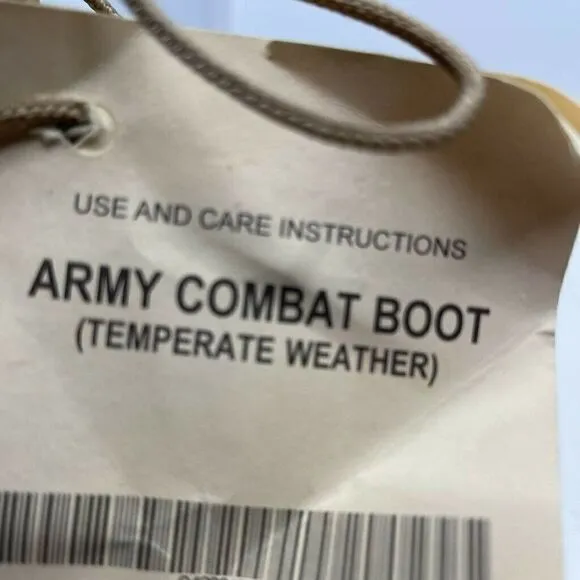 USE AND CARE INSTRUCTIONS
ARMY COMBAT BOOT
(TEMPERATE WEATHER)